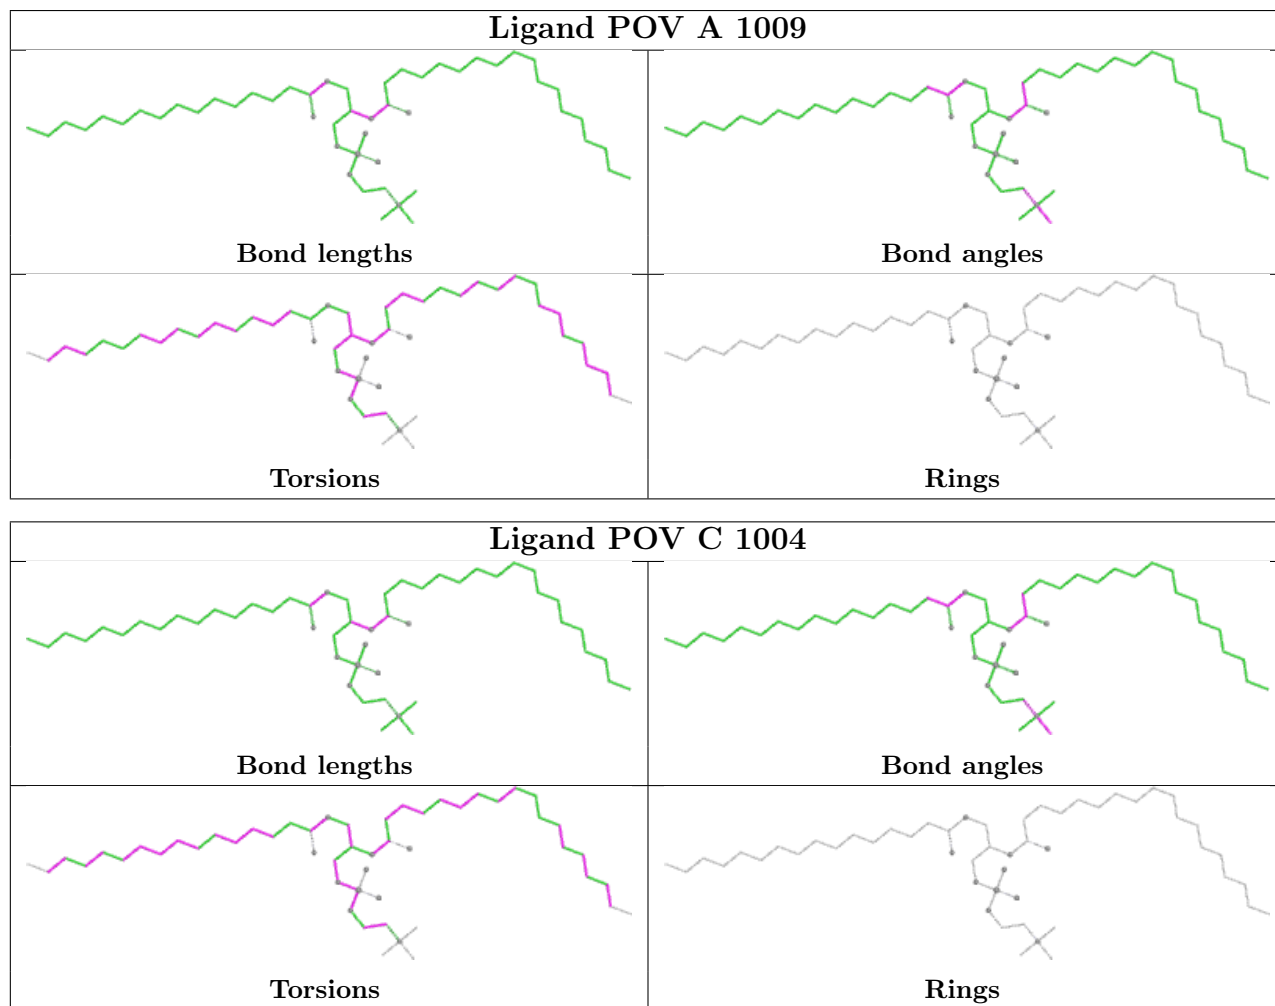 Ligand POV A 1009
Bond lengths
Bond angles
Torsions
Rings
Ligand POV C 1004
Bond lengths
Bond angles
Torsions
Rings